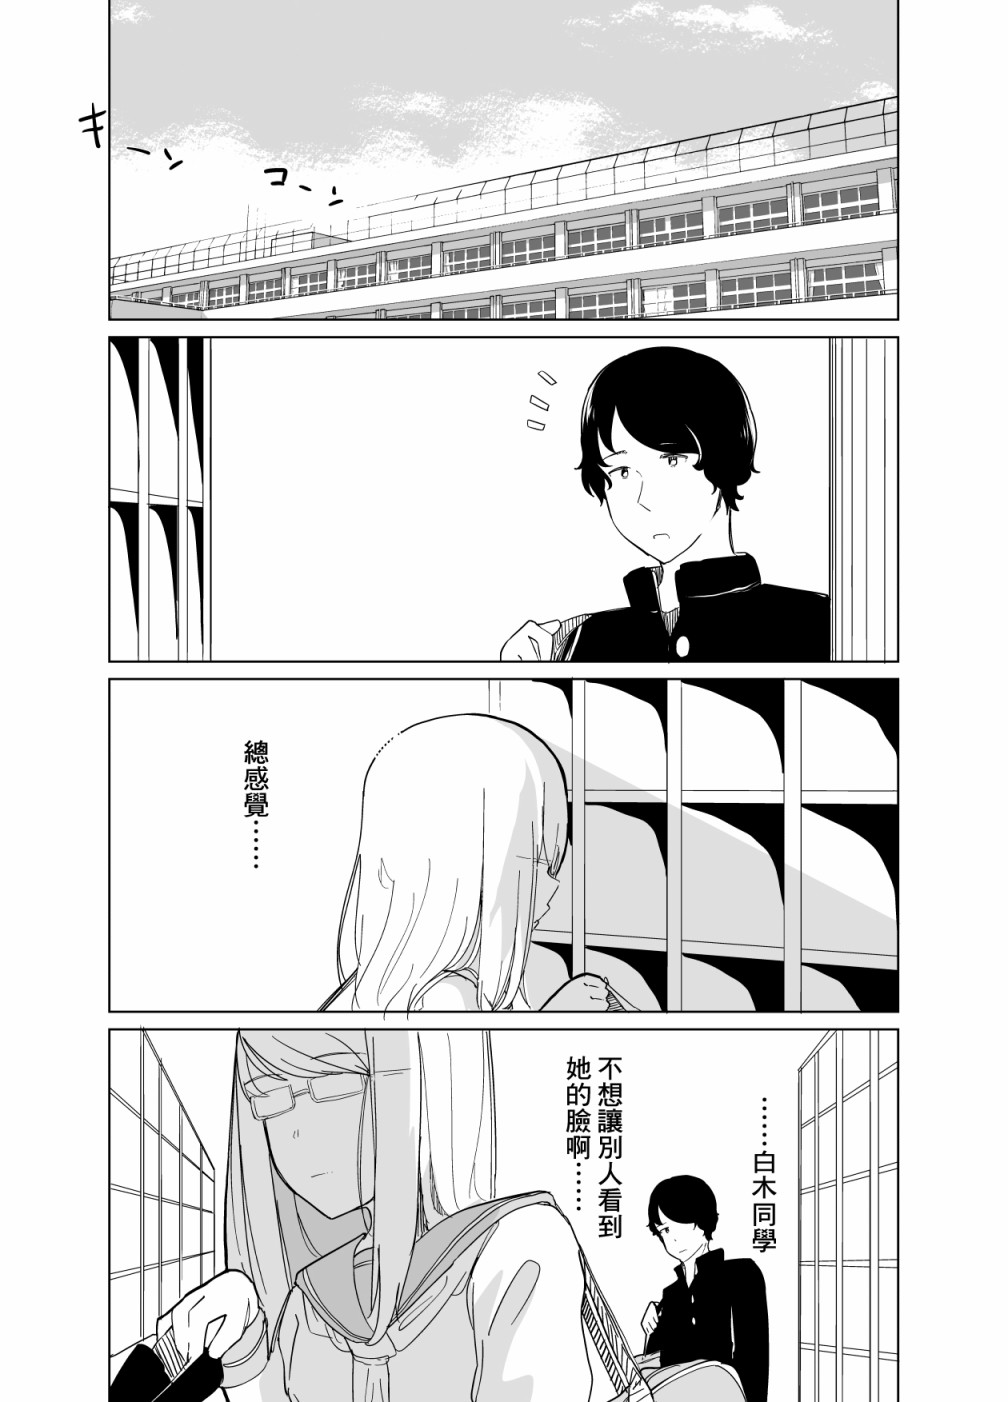 キーンコーン
總感覺……
……白木同學
不想讓別人看到
她的臉啊……